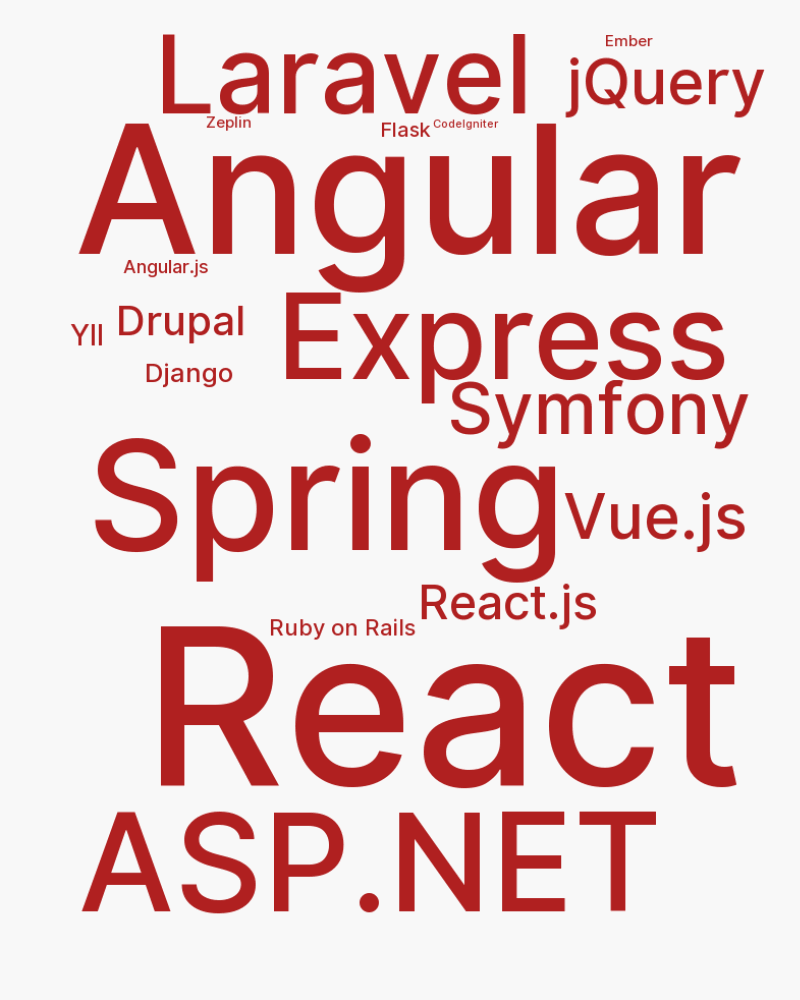 Ember
Laravel
jQuery
Zeplin
Flask
CodeIgniter
Angular
Angular.js
YII
Drupal
Express
Django
Symfony
Spring
Vue.js
React.js
Ruby on Rails
React
ASP.NET